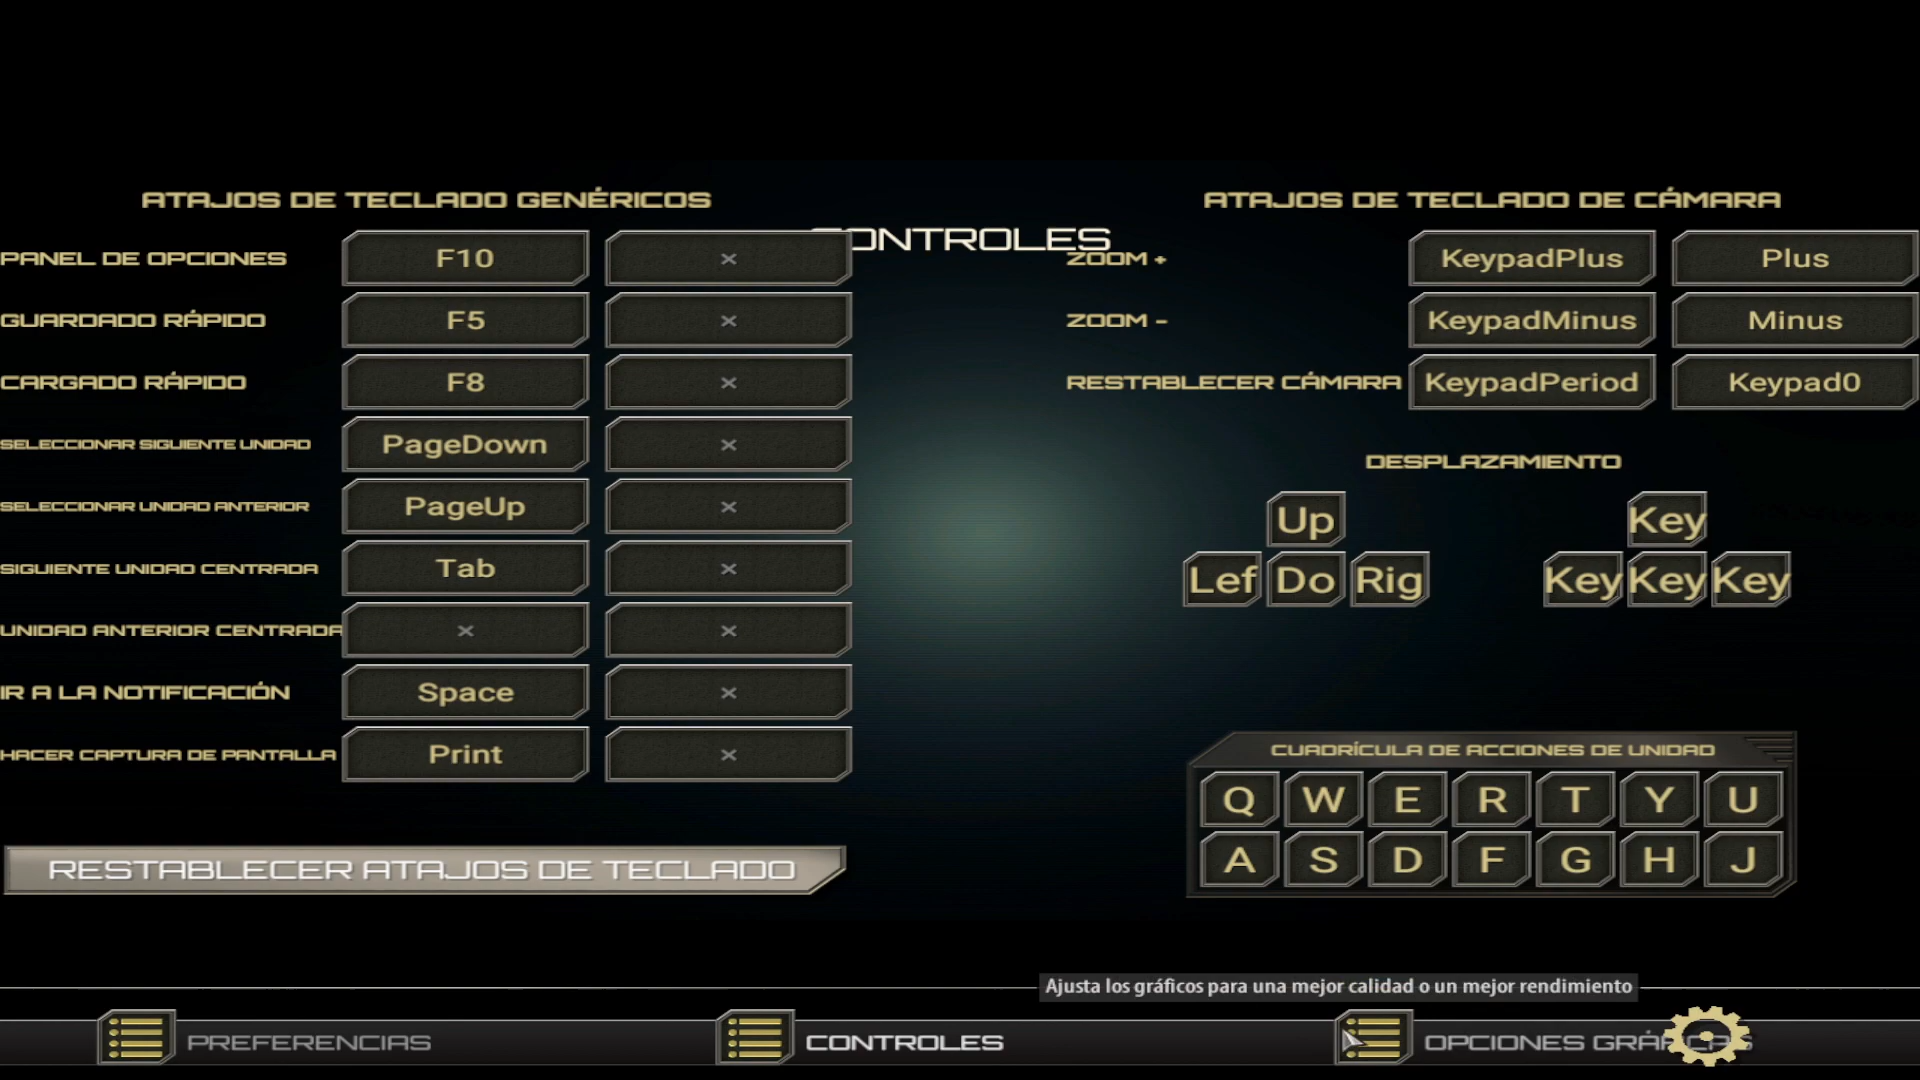 ATAJOS DE TECLADO GENÉRICOS
PANEL DE OPCIONES F10 ×
GUARDADO RÁPIDO F5 ×
CARGADO RÁPIDO F8 ×
SELECCIONAR SIGUIENTE UNIDAD PageDown ×
SELECCIONAR UNIDAD ANTERIOR PageUp ×
SIGUIENTE UNIDAD CENTRADA Tab ×
UNIDAD ANTERIOR CENTRADA × ×
IR A LA NOTIFICACIÓN Space ×
HACER CAPTURA DE PANTALLA Print ×
RESTABLECER ATAJOS DE TECLADO
CONTROLES
ATAJOS DE TECLADO DE CÁMARA
ZOOM + KeypadPlus Plus
ZOOM - KeypadMinus Minus
RESTABLECER CÁMARA KeypadPeriod Keypad0
DESPLAZAMIENTO
Up Key
Lef Do Rig Key Key Key
CUADRÍCULA DE ACCIONES DE UNIDAD
Q W E R T Y U
A S D F G H J
Ajusta los gráficos para una mejor calidad o un mejor rendimiento
PREFERENCIAS CONTROLES OPCIONES GRÁFICAS